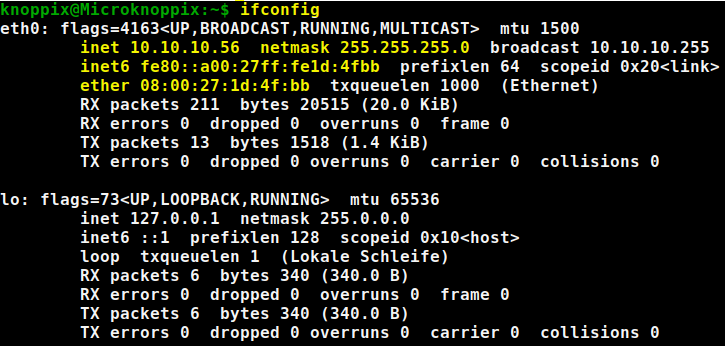 knoppix@Microknoppix:~$ ifconfig
eth0: flags=4163<UP,BROADCAST,RUNNING,MULTICAST>  mtu 1500
        inet 10.10.10.56  netmask 255.255.255.0  broadcast 10.10.10.255
        inet6 fe80::a00:27ff:fe1d:4fbb  prefixlen 64  scopeid 0x20<link>
        ether 08:00:27:1d:4f:bb  txqueuelen 1000  (Ethernet)
        RX packets 211  bytes 20515 (20.0 KiB)
        RX errors 0  dropped 0  overruns 0  frame 0
        TX packets 13  bytes 1518 (1.4 KiB)
        TX errors 0  dropped 0 overruns 0  carrier 0  collisions 0

lo: flags=73<UP,LOOPBACK,RUNNING>  mtu 65536
        inet 127.0.0.1  netmask 255.0.0.0
        inet6 ::1  prefixlen 128  scopeid 0x10<host>
        loop  txqueuelen 1  (Lokale Schleife)
        RX packets 6  bytes 340 (340.0 B)
        RX errors 0  dropped 0  overruns 0  frame 0
        TX packets 6  bytes 340 (340.0 B)
        TX errors 0  dropped 0 overruns 0  carrier 0  collisions 0